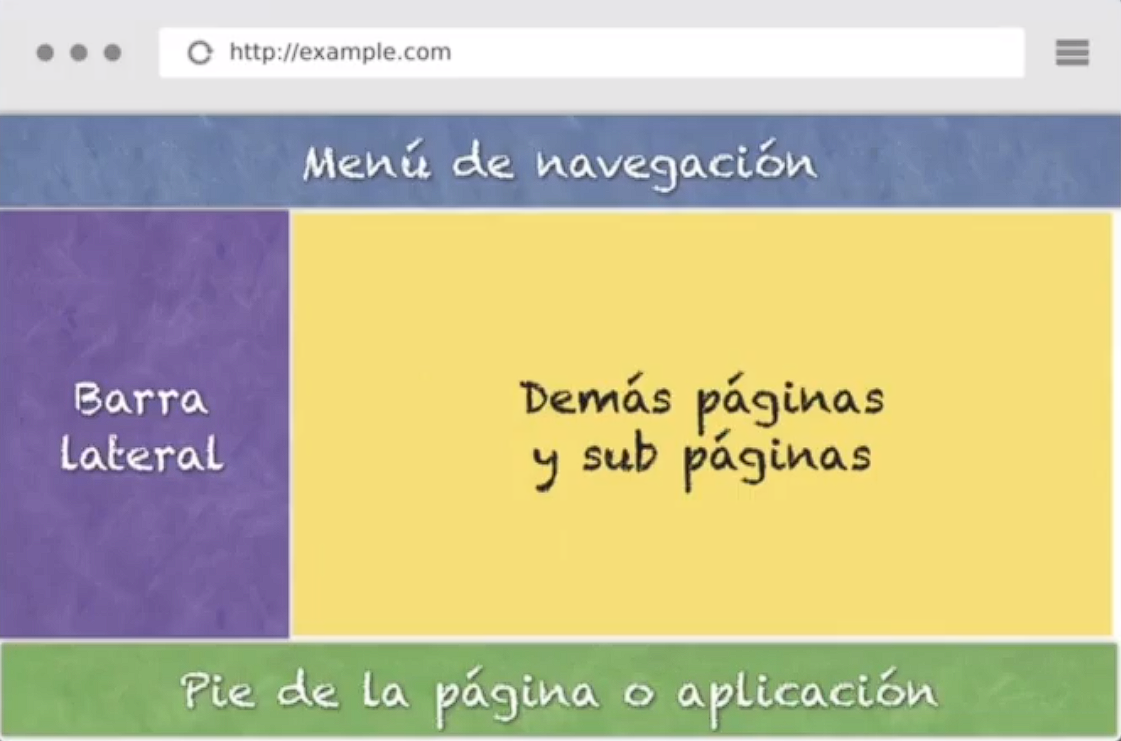 http://example.com
Menú de navegación
Barra
lateral
Demás páginas
y sub páginas
Pie de la página o aplicación